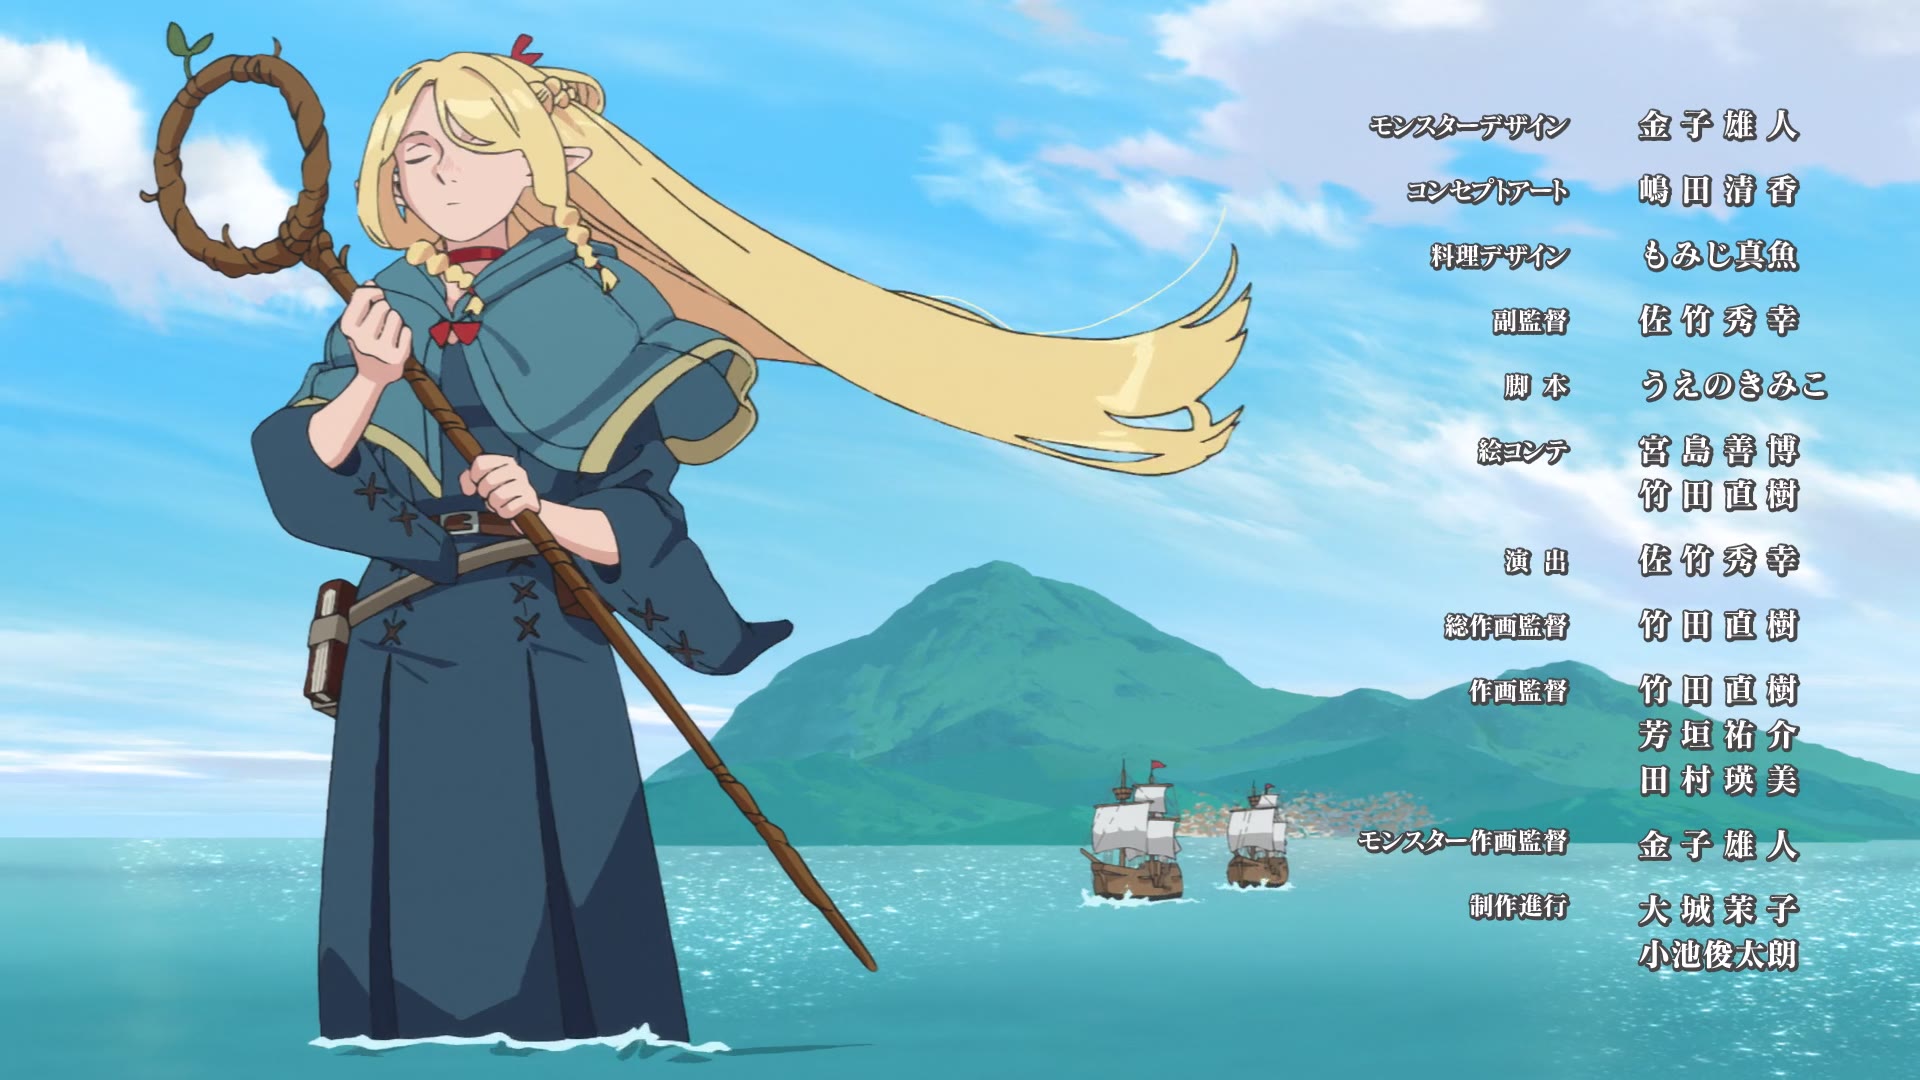 モンスターデザイン 金子雄人
コンセプトアート 嶋田清香
料理デザイン もみじ真魚
副監督 佐竹秀幸
脚本 うえのきみこ
絵コンテ 宮島善博
竹田直樹
演出 佐竹秀幸
総作画監督 竹田直樹
作画監督 竹田直樹
芳垣祐介
田村瑛美
モンスター作画監督 金子雄人
制作進行 大城茉子
小池俊太朗